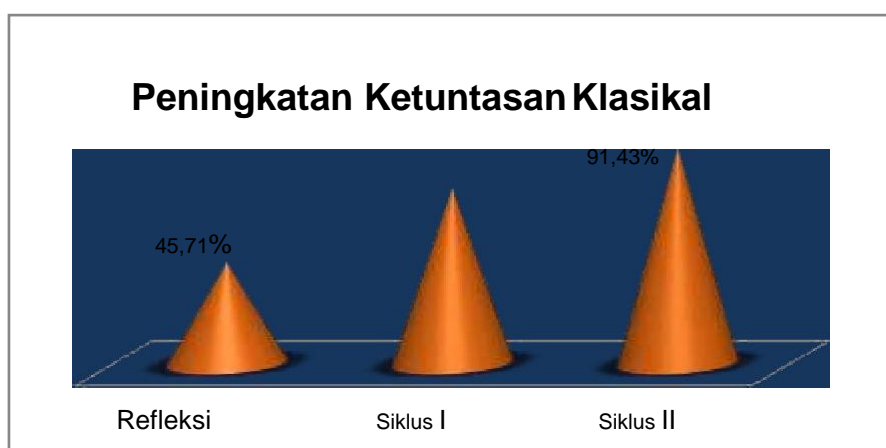 Peningkatan Ketuntasan Klasikal
91,43%
45,71%
Refleksi Siklus I Siklus II